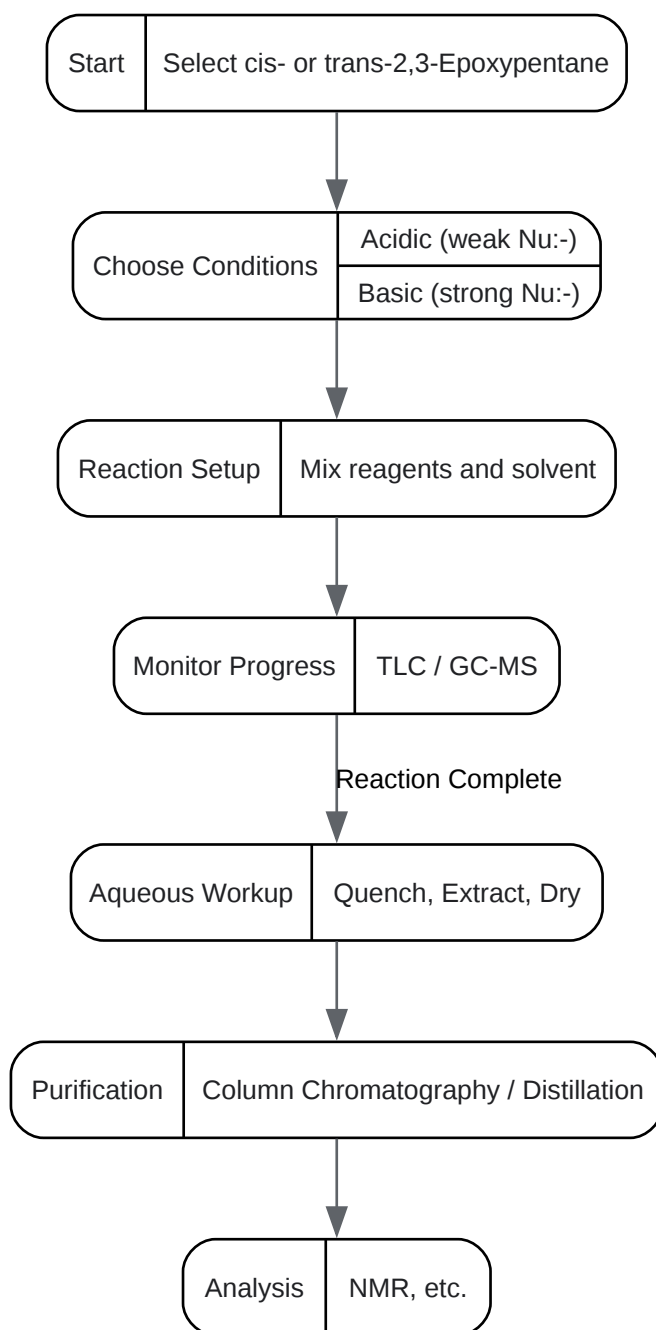 Start Select cis- or trans-2,3-Epoxypentane
Choose Conditions
Acidic (weak Nu:-)
Basic (strong Nu:-)
Reaction Setup Mix reagents and solvent
Monitor Progress TLC / GC-MS
Reaction Complete
Aqueous Workup Quench, Extract, Dry
Purification Column Chromatography / Distillation
Analysis NMR, etc.